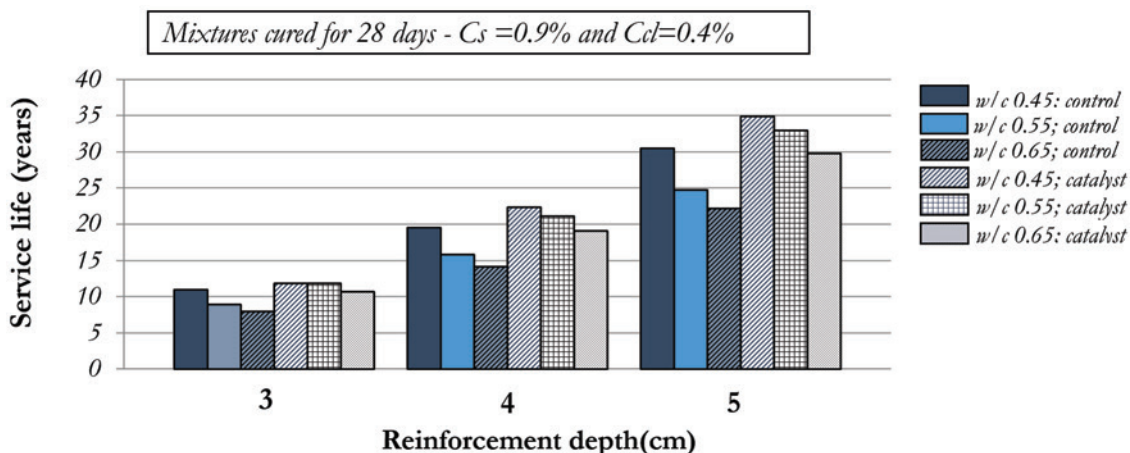 Mixtures cured for 28 days - Cs =0.9% and Ccl=0.4%
Service life (years)
40
35
30
25
20
15
10
5
0
3 4 5
Reinforcement depth(cm)
w/c 0.45: control
w/c 0.55; control
w/c 0.65; control
w/c 0.45; catalyst
w/c 0.55; catalyst
w/c 0.65; catalyst